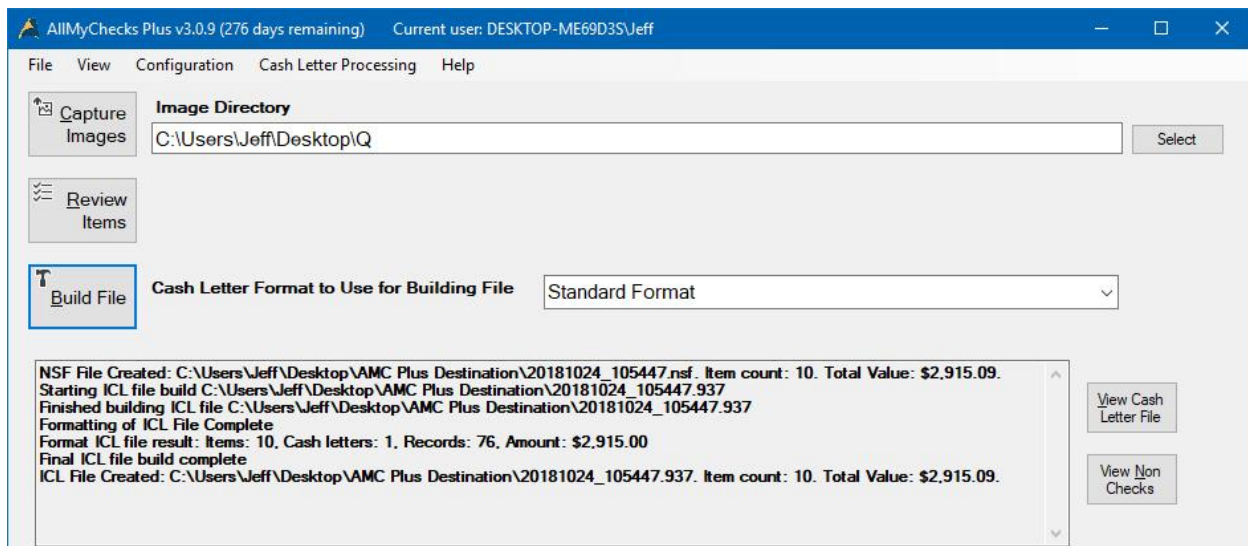 AllMyChecks Plus v3.0.9 (276 days remaining) Current user: DESKTOP-ME69D3S\Jeff
File View Configuration Cash Letter Processing Help
Capture
Images
Image Directory
C:\Users\Jeff\Desktop\Q
Select
Review
Items
Build File
Cash Letter Format to Use for Building File
Standard Format
NSF File Created: C:\Users\Jeff\Desktop\AMC Plus Destination\20181024_105447.nsf. Item count: 10. Total Value: $2,915.09.
Starting ICL file build C:\Users\Jeff\Desktop\AMC Plus Destination\20181024_105447.937
Finished building ICL file C:\Users\Jeff\Desktop\AMC Plus Destination\20181024_105447.937
Formatting of ICL File Complete
Format ICL file result: Items: 10, Cash letters: 1, Records: 76, Amount: $2,915.00
Final ICL file build complete
ICL File Created: C:\Users\Jeff\Desktop\AMC Plus Destination\20181024_105447.937. Item count: 10. Total Value: $2,915.09.
View Cash
Letter File
View Non
Checks